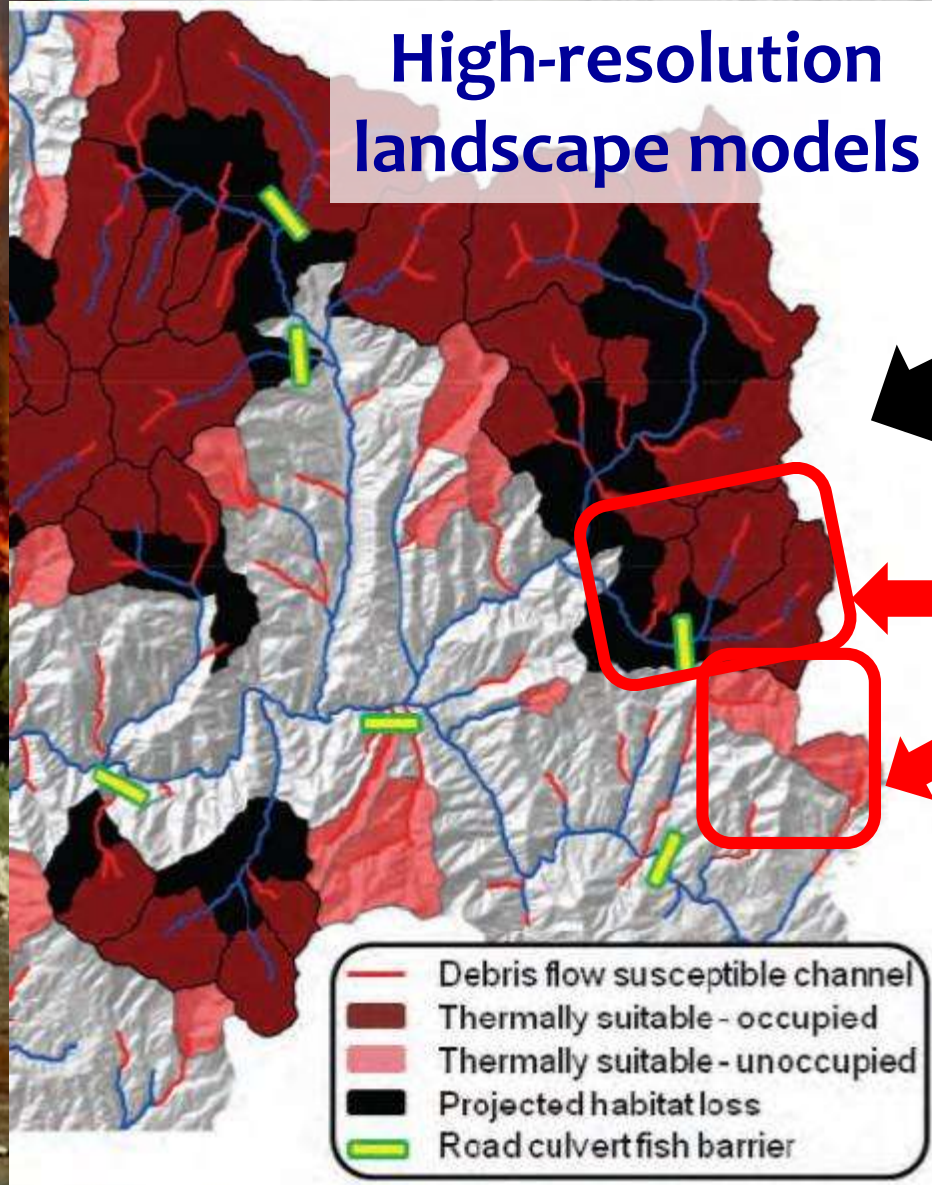 High-resolution
landscape models
Debris flow susceptible channel
Thermally suitable - occupied
Thermally suitable - unoccupied
Projected habitat loss
Road culvert fish barrier